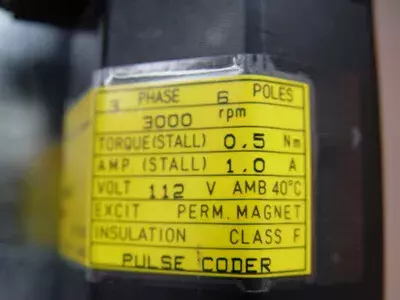 3 PHASE 6 POLES
3000 rpm
TORQUE(STALL) 0.5 Nm
AMP. (STALL) 1.0 A
VOLT 112 V AMB 40°C
EXCIT PERM. MAGNET
INSULATION CLASS F
PULSE CODER